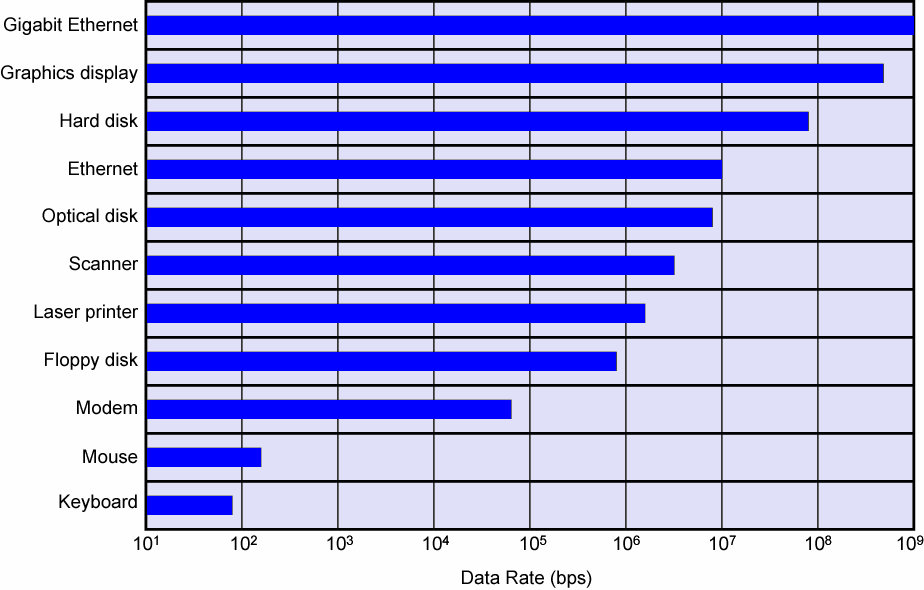 Gigabit Ethernet
Graphics display
Hard disk
Ethernet
Optical disk
Scanner
Laser printer
Floppy disk
Modem
Mouse
Keyboard
10¹ 10² 10³ 10⁴ 10⁵ 10⁶ 10⁷ 10⁸ 10⁹
Data Rate (bps)